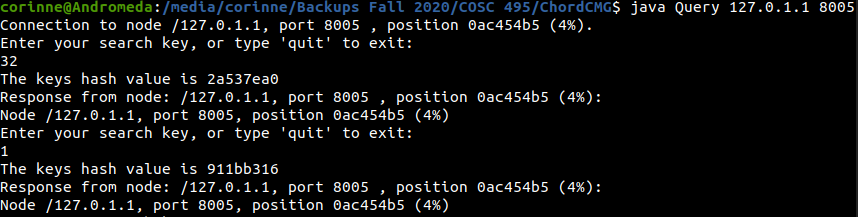 corinne@Andromeda:/media/corinne/Backups Fall 2020/COSC 495/ChordCMG$ java Query 127.0.1.1 8005
Connection to node /127.0.1.1, port 8005 , position 0ac454b5 (4%).
Enter your search key, or type 'quit' to exit:
32
The keys hash value is 2a537ea0
Response from node: /127.0.1.1, port 8005 , position 0ac454b5 (4%):
Node /127.0.1.1, port 8005, position 0ac454b5 (4%)
Enter your search key, or type 'quit' to exit:
1
The keys hash value is 911bb316
Response from node: /127.0.1.1, port 8005 , position 0ac454b5 (4%):
Node /127.0.1.1, port 8005, position 0ac454b5 (4%)